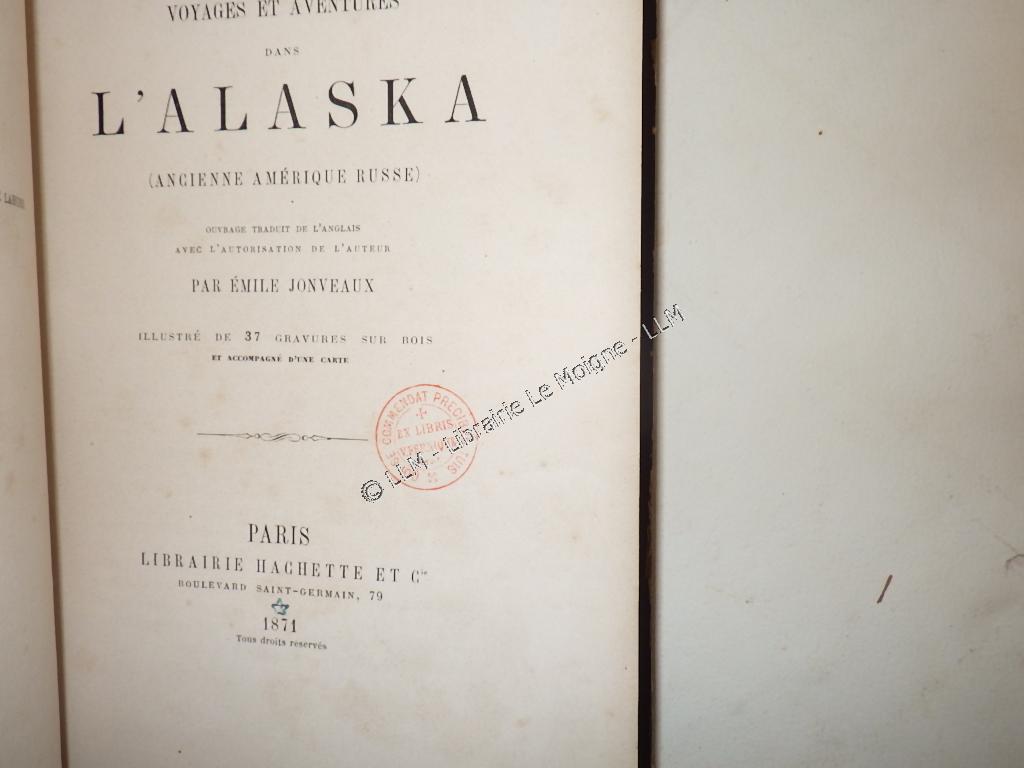 VOYAGES ET AVENTURES
DANS
L'ALASKA
(ANCIENNE AMÉRIQUE RUSSE)
OUVRAGE TRADUIT DE L'ANGLAIS
AVEC L'AUTORISATION DE L'AUTEUR
PAR ÉMILE JONVEAUX
ILLUSTRÉ DE 37 GRAVURES SUR BOIS
ET ACCOMPAGNÉ D'UNE CARTE
COMMENDAT
EX LIBRIS
© LLM - Librairie Le Moigne - LLM
PARIS
LIBRAIRIE HACHETTE ET Cie
BOULEVARD SAINT-GERMAIN, 79
1871
Tous droits réservés